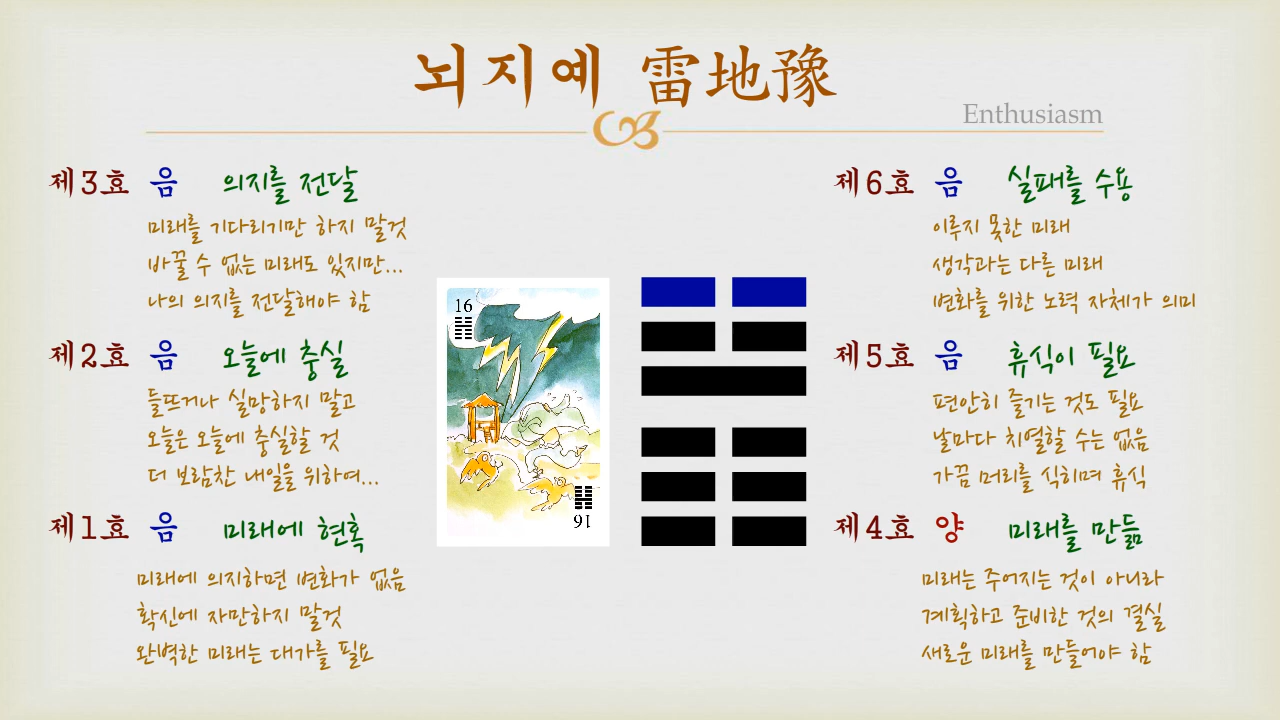 뇌지예 雷地豫
Enthusiasm
제3효 음 의지를 전달
미래를 기다리기만 하지 말것
바꿀 수 없는 미래도 있지만...
나의 의지를 전달해야 함
제2효 음 오늘에 충실
들뜨거나 실망하지 말고
오늘은 오늘에 충실할 것
더 보람찬 내일을 위하여...
제1효 음 미래에 현혹
미래에 의지하면 변화가 없음
확신에 자만하지 말것
완벽한 미래는 대가를 필요
16
16
제6효 음 실패를 수용
이루지 못한 미래
생각과는 다른 미래
변화를 위한 노력 자체가 의미
제5효 음 휴식이 필요
편안히 즐기는 것도 필요
날마다 치열할 수는 없음
가끔 머리를 식히며 휴식
제4효 양 미래를 만듦
미래는 주어지는 것이 아니라
계획하고 준비한 것의 결실
새로운 미래를 만들어야 함